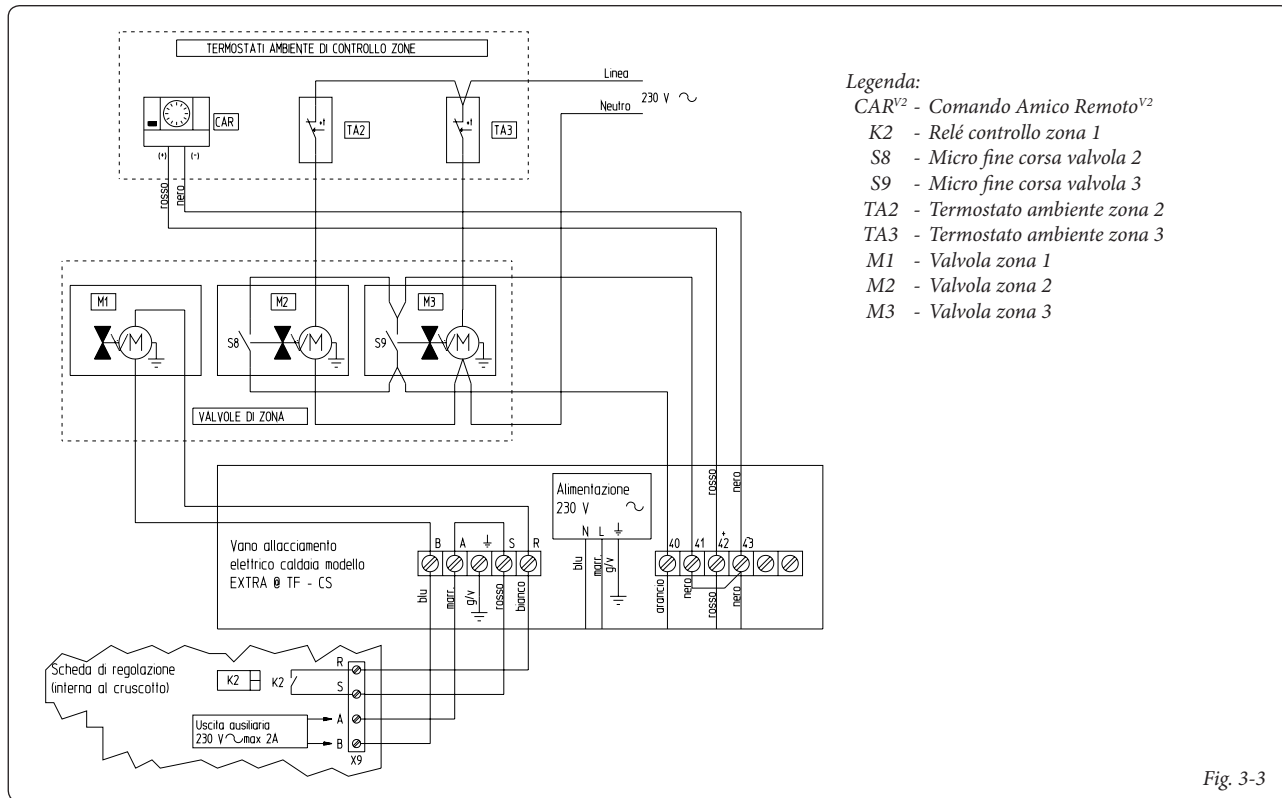 TERMOSTATI AMBIENTE DI CONTROLLO ZONE
Linea
Neutro
230 V
CAR
TA2
TA3
(+) (-)
rosso
nero
M1
M2
M3
M
M
M
S8
S9
VALVOLE DI ZONA
Alimentazione
230 V
N L
blu
marr.
g/v
rosso
nero
Vano allacciamento
elettrico caldaia modello
EXTRA @ TF - CS
B A S R
blu
marr.
g/v
rosso
bianco
40 41 42 43
+
arancio
nero
rosso
nero
Scheda di regolazione
(interna al cruscotto)
K2
K2
R
S
A
B
X9
Uscita ausiliaria
230 V max 2A
Legenda:
CARV2 - Comando Amico RemotoV2
K2 - Relé controllo zona 1
S8 - Micro fine corsa valvola 2
S9 - Micro fine corsa valvola 3
TA2 - Termostato ambiente zona 2
TA3 - Termostato ambiente zona 3
M1 - Valvola zona 1
M2 - Valvola zona 2
M3 - Valvola zona 3
Fig. 3-3